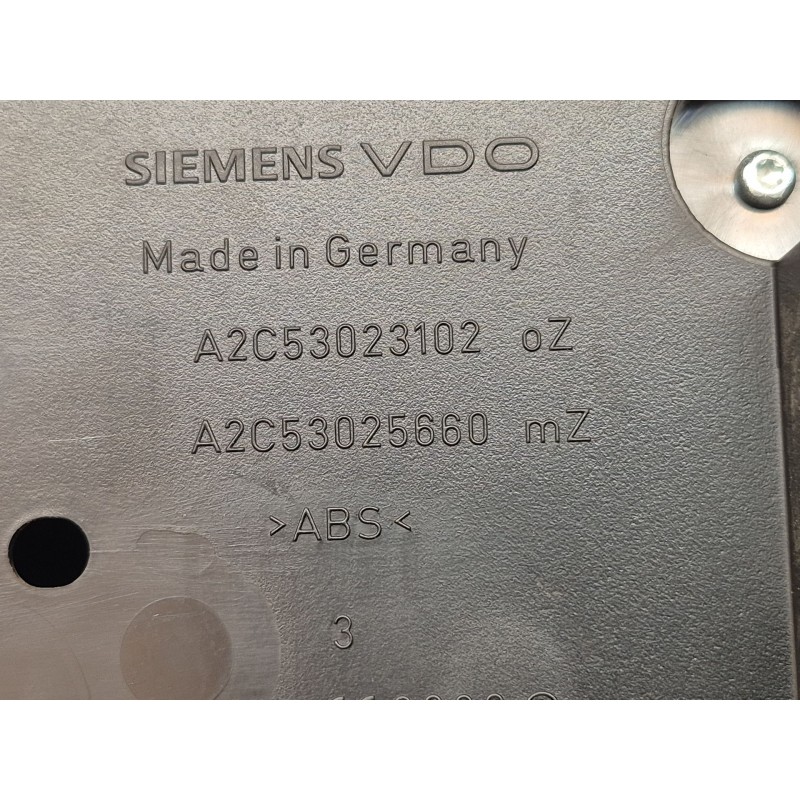 SIEMENS VDO
Made in Germany
A2C53023102 oZ
A2C53025660 mZ
>ABS<
3